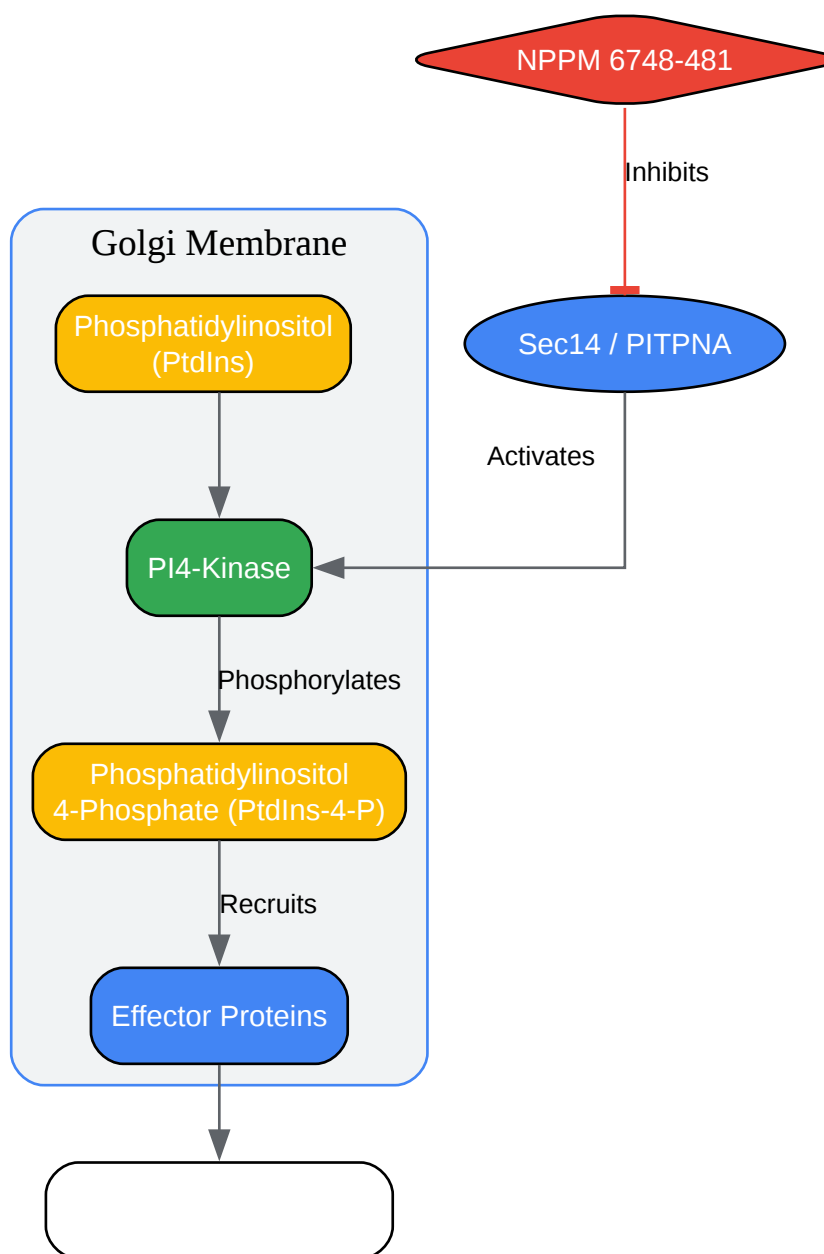 NPPM 6748-481
Inhibits
Golgi Membrane
Phosphatidylinositol
(PtdIns)
Sec14 / PITPNA
Activates
PI4-Kinase
Phosphorylates
Phosphatidylinositol
4-Phosphate (PtdIns-4-P)
Recruits
Effector Proteins